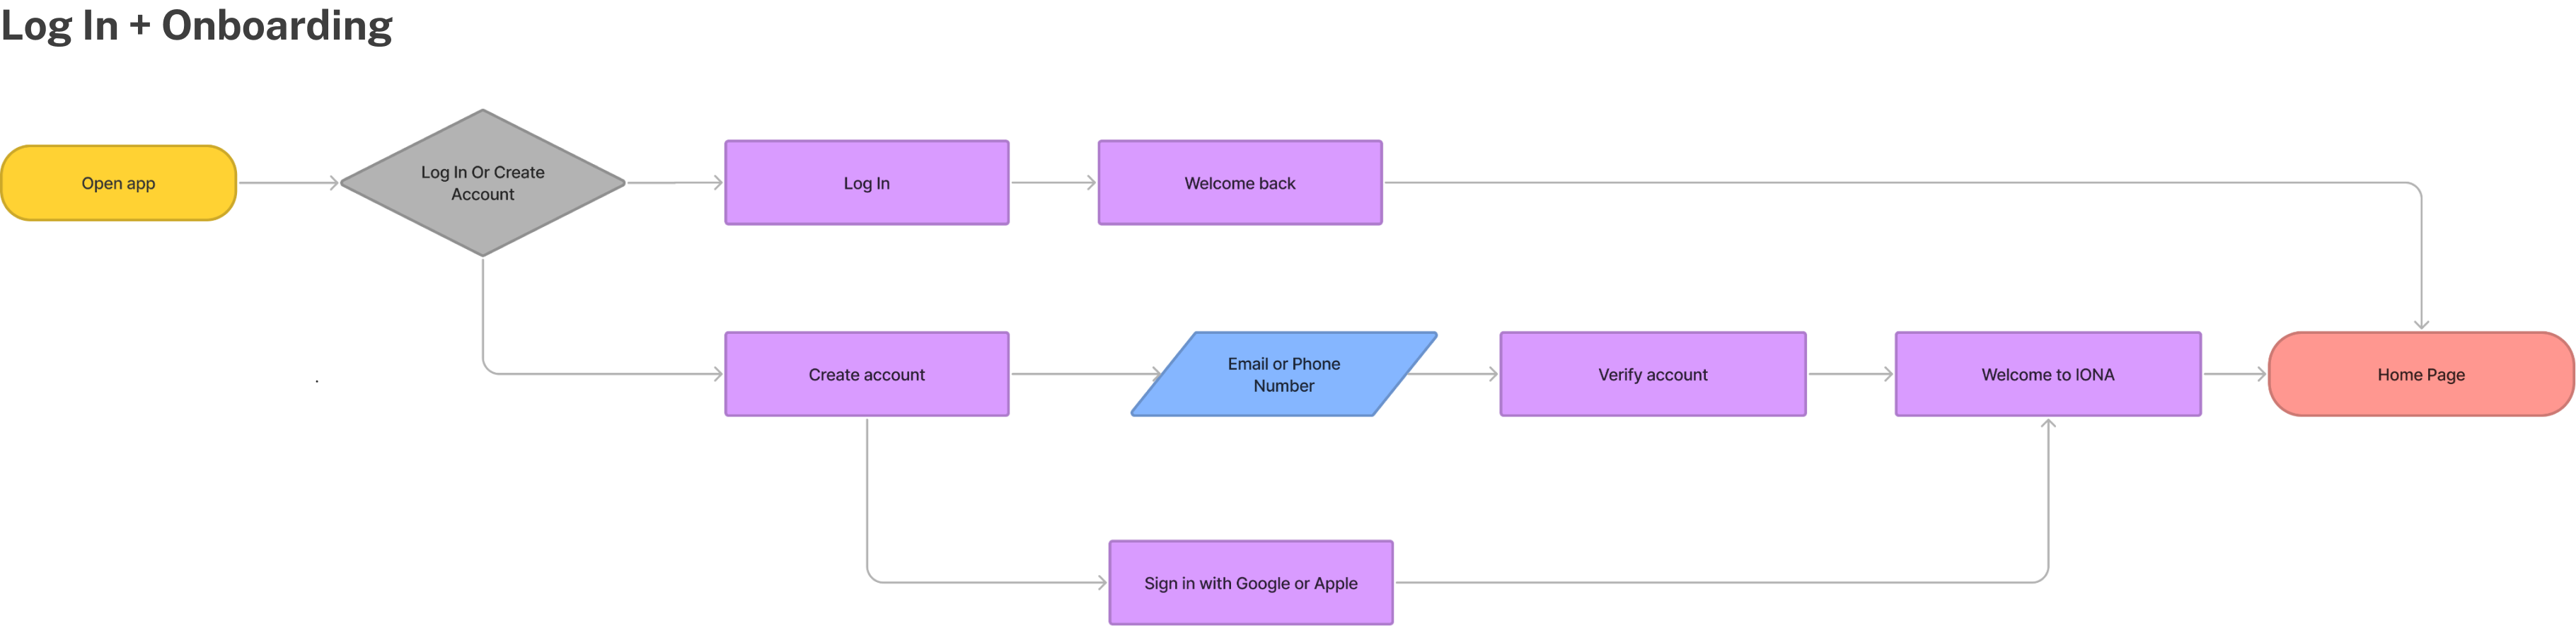 Log In + Onboarding
Open app
Log In Or Create
Account
Log In
Welcome back
Create account
Email or Phone
Number
Verify account
Welcome to IONA
Home Page
Sign in with Google or Apple